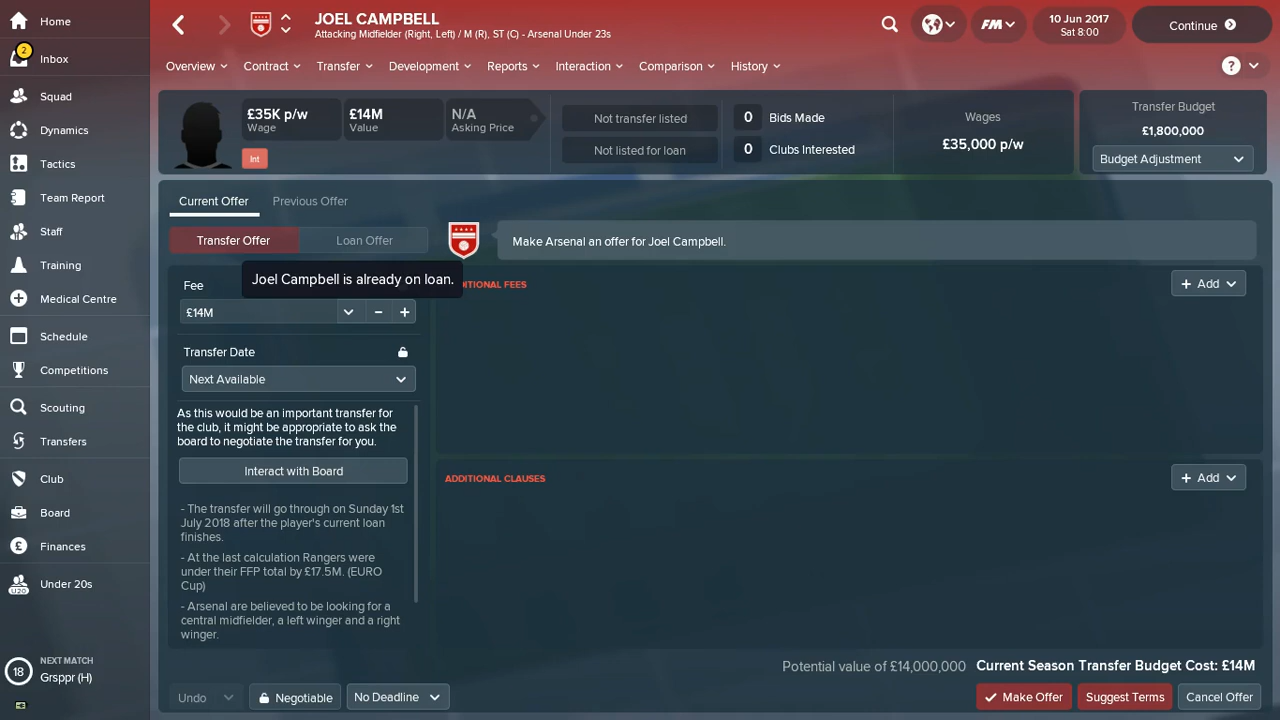 Home
JOEL CAMPBELL
Attacking Midfielder (Right, Left) / M (R), ST (C) - Arsenal Under 23s
FM
10 Jun 2017
Sat 8:00
Continue
2
Inbox
Overview
Contract
Transfer
Development
Reports
Interaction
Comparison
History
?
Squad
Dynamics
Tactics
Team Report
Staff
Training
Medical Centre
Schedule
Competitions
Scouting
Transfers
Club
Board
Finances
Under 20s
U20
£35K p/w
Wage
£14M
Value
N/A
Asking Price
Int
Not transfer listed
Not listed for loan
0 Bids Made
0 Clubs Interested
Wages
£35,000 p/w
Transfer Budget
£1,800,000
Budget Adjustment
Current Offer
Previous Offer
Transfer Offer
Loan Offer
Make Arsenal an offer for Joel Campbell.
Joel Campbell is already on loan.
Fee
£14M
- +
Transfer Date
Next Available
As this would be an important transfer for
the club, it might be appropriate to ask the
board to negotiate the transfer for you.
Interact with Board
- The transfer will go through on Sunday 1st
July 2018 after the player's current loan
finishes.
- At the last calculation Rangers were
under their FFP total by £17.5M. (EURO
Cup)
- Arsenal are believed to be looking for a
central midfielder, a left winger and a right
winger.
ITIONAL FEES
+ Add
ADDITIONAL CLAUSES
+ Add
18
NEXT MATCH
Grsppr (H)
Potential value of £14,000,000
Current Season Transfer Budget Cost: £14M
Undo
Negotiable
No Deadline
Make Offer
Suggest Terms
Cancel Offer